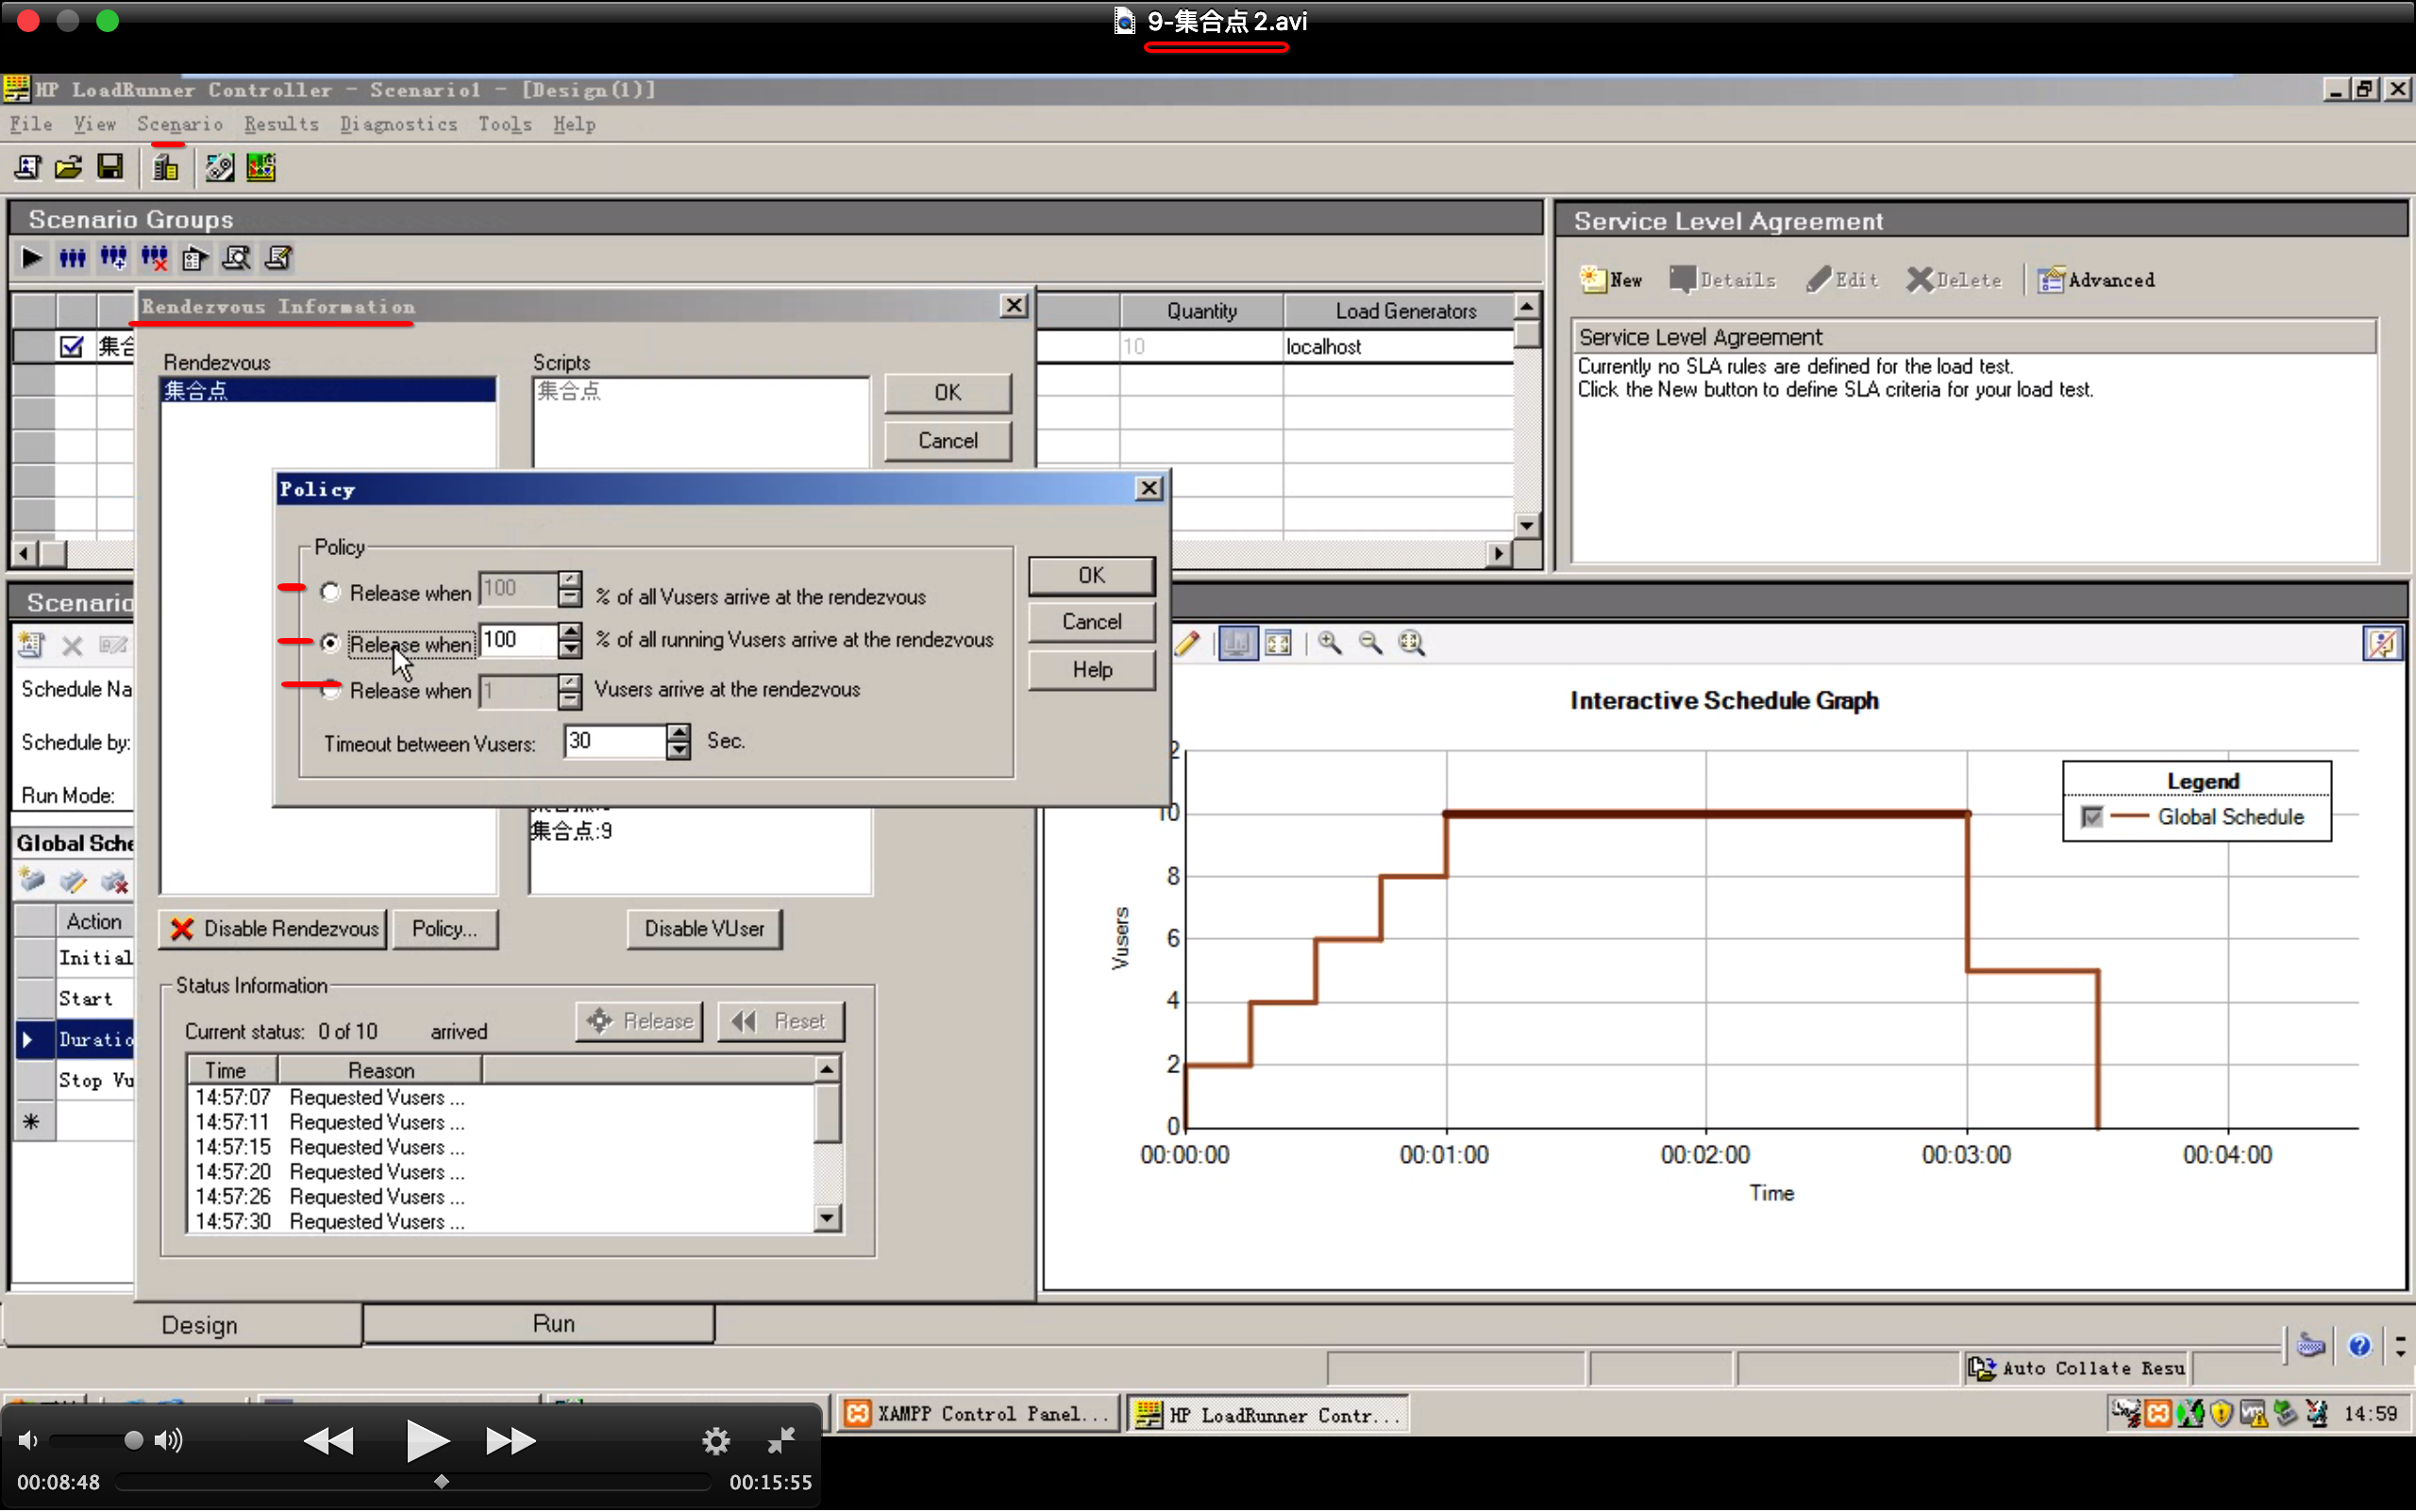 9-集合点 2.avi
HP LoadRunner Controller - Scenario1 - [Design(1)]
File View Scenario Results Diagnostics Tools Help
Scenario Groups
Service Level Agreement
New Details Edit Delete Advanced
Rendezvous Information
Quantity Load Generators
10 localhost
Service Level Agreement
Currently no SLA rules are defined for the load test.
Click the New button to define SLA criteria for your load test.
Rendezvous Scripts
集合点 集合点
OK
Cancel
Policy
Policy
Release when 100 % of all Vusers arrive at the rendezvous
Release when 100 % of all running Vusers arrive at the rendezvous
Release when 1 Vusers arrive at the rendezvous
Timeout between Vusers: 30 Sec.
OK
Cancel
Help
集合点:9
Disable Rendezvous Policy... Disable VUser
Status Information
Current status: 0 of 10 arrived
Release Reset
Time Reason
14:57:07 Requested Vusers ...
14:57:11 Requested Vusers ...
14:57:15 Requested Vusers ...
14:57:20 Requested Vusers ...
14:57:26 Requested Vusers ...
14:57:30 Requested Vusers ...
Scenario
Schedule Na
Schedule by:
Run Mode:
Global Sche
Action
Initial
Start
Duratio
Stop Vu
Interactive Schedule Graph
Legend
Global Schedule
Vusers
10
8
6
4
2
0
00:00:00 00:01:00 00:02:00 00:03:00 00:04:00
Time
Design Run
Auto Collate Resu
XAMPP Control Panel... HP LoadRunner Contr... 14:59
00:08:48 00:15:55